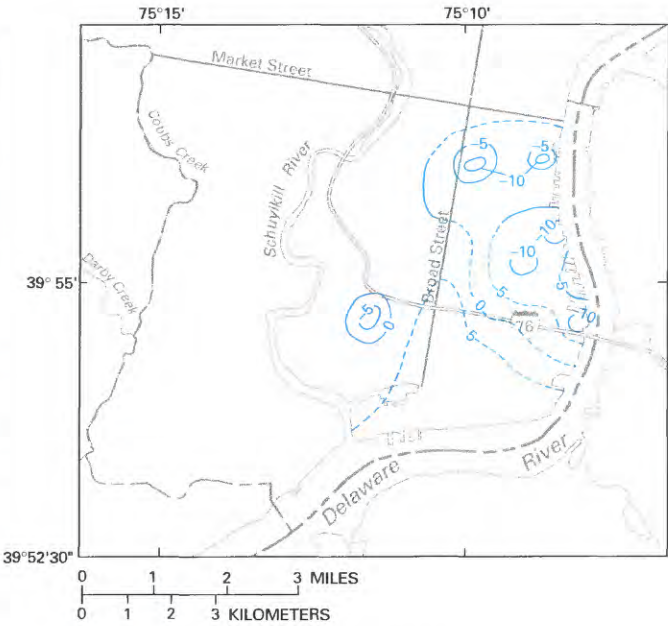 75°15'
75°10'
Market Street
Cobbs Creek
Schuylkill River
-5
-5
-10
Broad Street
Darby Creek
-10
-10
39° 55'
-5
0
5
-5
0
10
76
5
Delaware River
39°52'30"
0 1 2 3 MILES
0 1 2 3 KILOMETERS